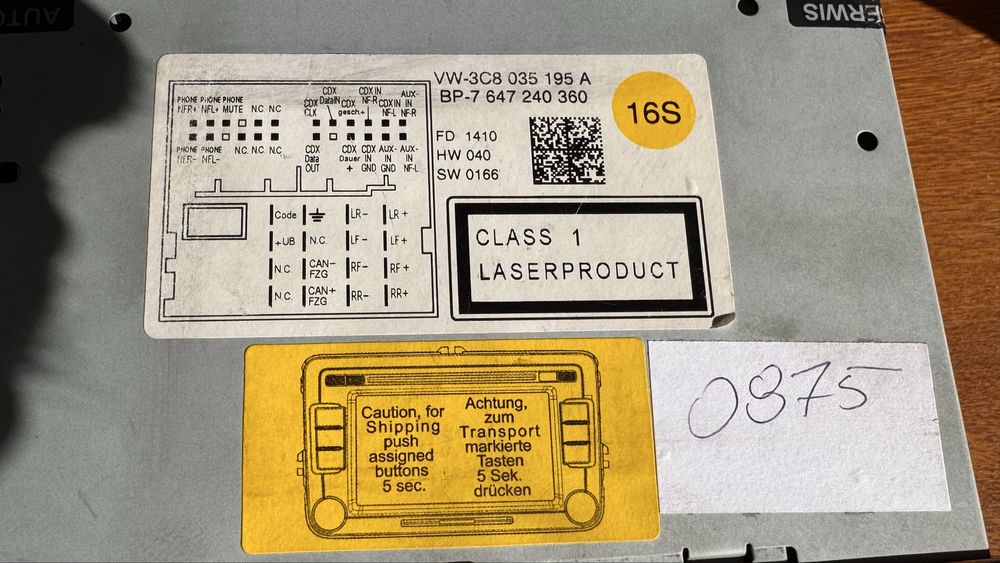 AUTO
ERWIS
VW-3C8 035 195 A
BP-7 647 240 360
16S
FD 1410
HW 040
SW 0166
PHONE NFR+
PHONE NFL+
PHONE MUTE
N.C.
N.C.
CDX CLK
CDX DataIN
CDX gesch.+
CDX IN NF-R
CDX IN NF-L
AUX- IN NF-R
PHONE NFR-
PHONE NFL-
N.C.
N.C.
N.C.
CDX Data OUT
CDX Dauer +
CDX IN GND
AUX- IN GND
AUX- IN NF-L
Code
LR-
LR+
+UB
N.C.
LF-
LF+
N.C.
CAN- FZG
RF-
RF+
N.C.
CAN+ FZG
RR-
RR+
CLASS 1
LASERPRODUCT
Caution, for
Shipping
push
assigned
buttons
5 sec.
Achtung,
zum
Transport
markierte
Tasten
5 Sek.
drücken
0875